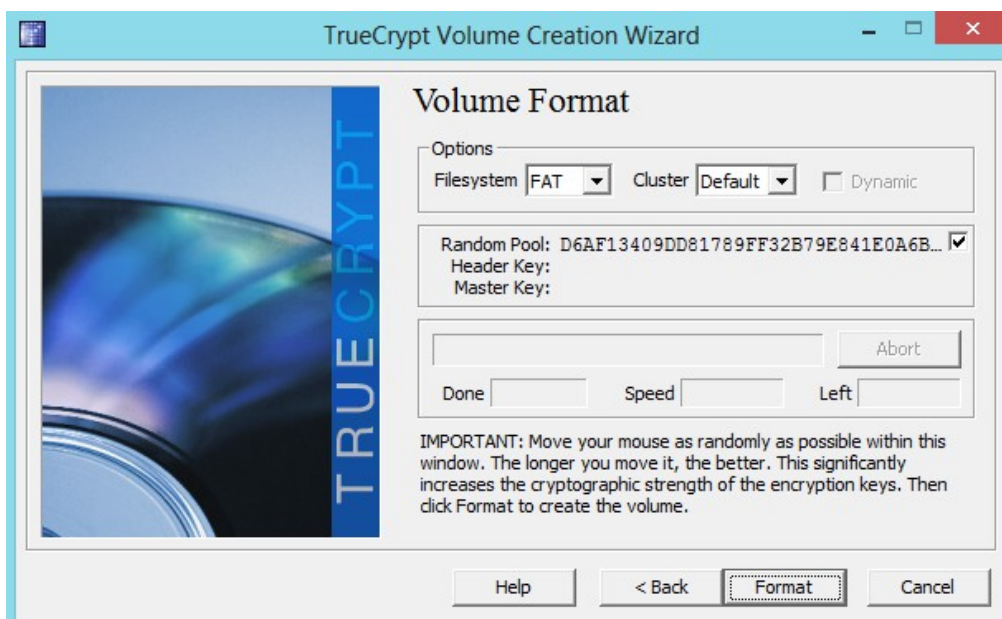 TrueCrypt Volume Creation Wizard
TRUECRYPT
Volume Format
Options
Filesystem FAT Cluster Default Dynamic
Random Pool: D6AF13409DD81789FF32B79E841E0A6B...
Header Key:
Master Key:
Abort
Done Speed Left
IMPORTANT: Move your mouse as randomly as possible within this
window. The longer you move it, the better. This significantly
increases the cryptographic strength of the encryption keys. Then
click Format to create the volume.
Help < Back Format Cancel